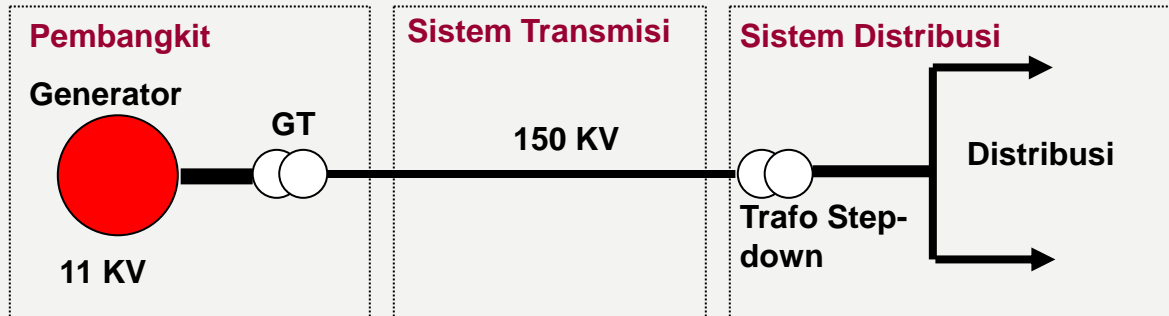 Pembangkit
Generator
GT
11 KV
Sistem Transmisi
150 KV
Sistem Distribusi
Distribusi
Trafo Step-
down